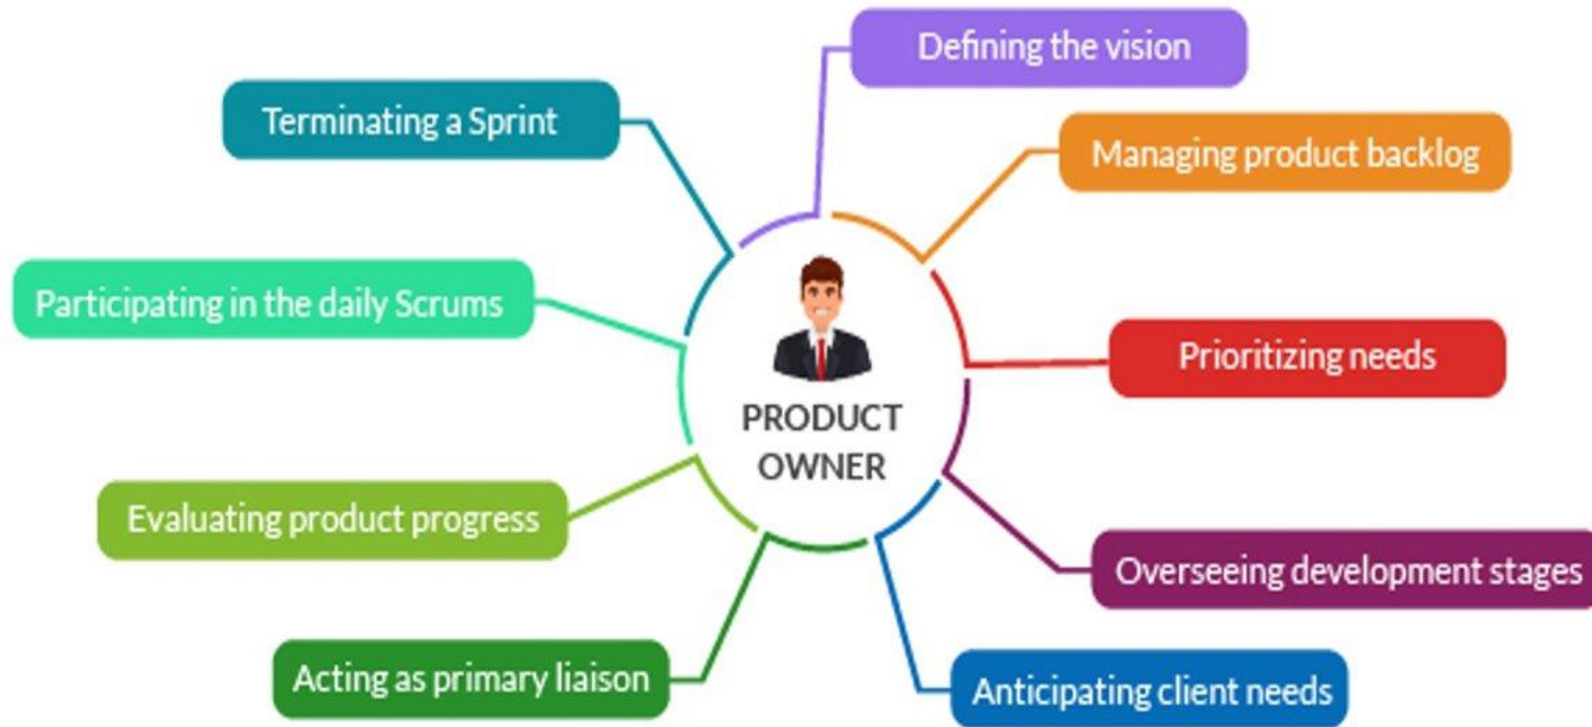 Defining the vision
Terminating a Sprint
Managing product backlog
Participating in the daily Scrums
Prioritizing needs
PRODUCT
OWNER
Evaluating product progress
Overseeing development stages
Acting as primary liaison
Anticipating client needs